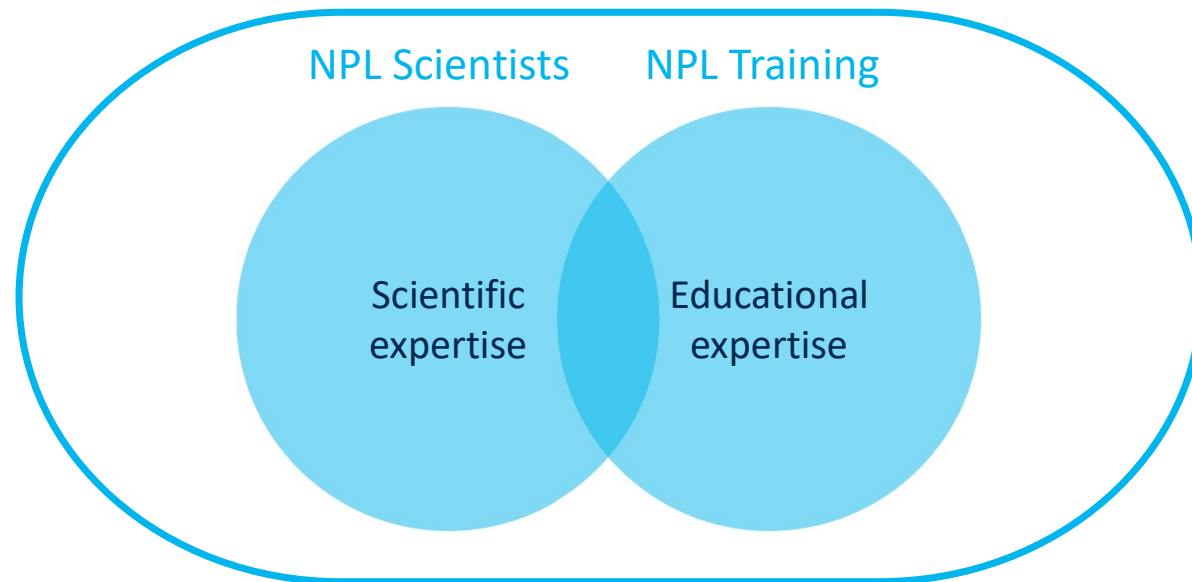 NPL Scientists
NPL Training
Scientific
expertise
Educational
expertise